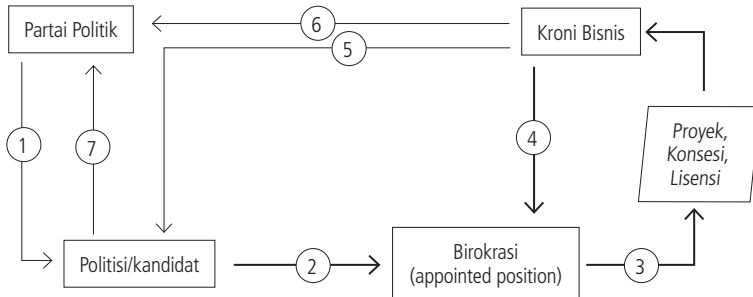 Partai Politik
6
5
Kroni Bisnis
1
7
4
Proyek,
Konsesi,
Lisensi
Politisi/kandidat
2
Birokrasi
(appointed position)
3